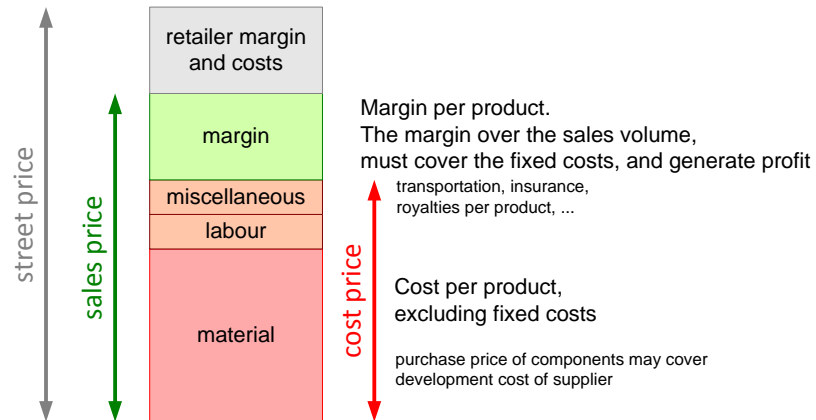 street price
sales price
retailer margin
and costs
margin
miscellaneous
labour
material
cost price
Margin per product.
The margin over the sales volume,
must cover the fixed costs, and generate profit
transportation, insurance,
royalties per product, ...
Cost per product,
excluding fixed costs
purchase price of components may cover
development cost of supplier